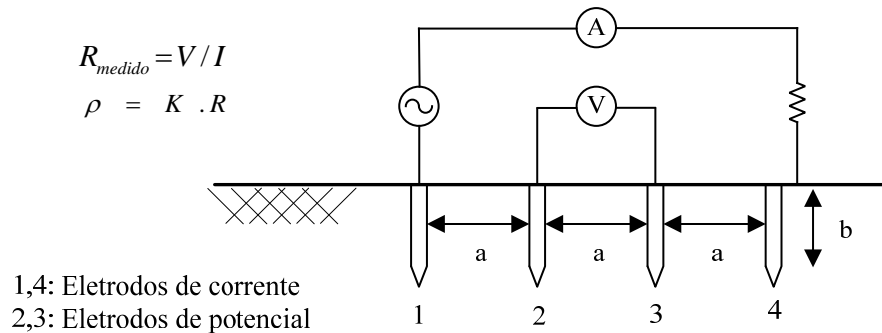 R_medido = V / I
ρ = K . R
A
V
a a a b
1 2 3 4
1,4: Eletrodos de corrente
2,3: Eletrodos de potencial